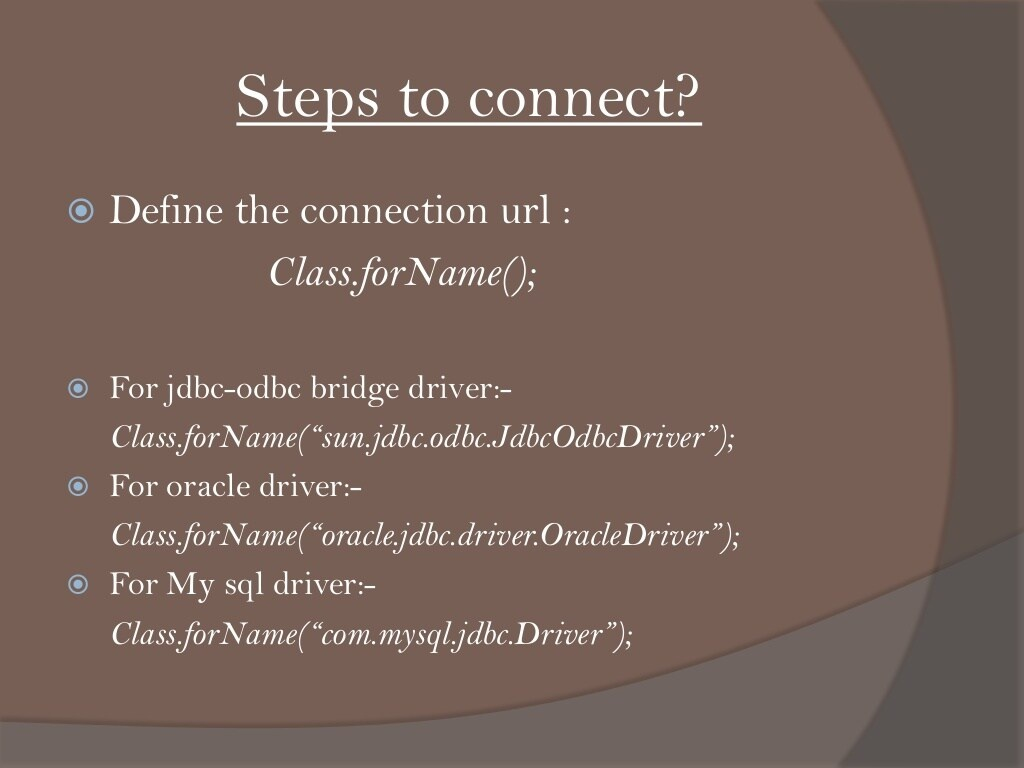 Steps to connect?
Define the connection url :
Class.forName();
For jdbc-odbc bridge driver:-
Class.forName(“sun.jdbc.odbc.JdbcOdbcDriver”);
For oracle driver:-
Class.forName(“oracle.jdbc.driver.OracleDriver”);
For My sql driver:-
Class.forName(“com.mysql.jdbc.Driver”);